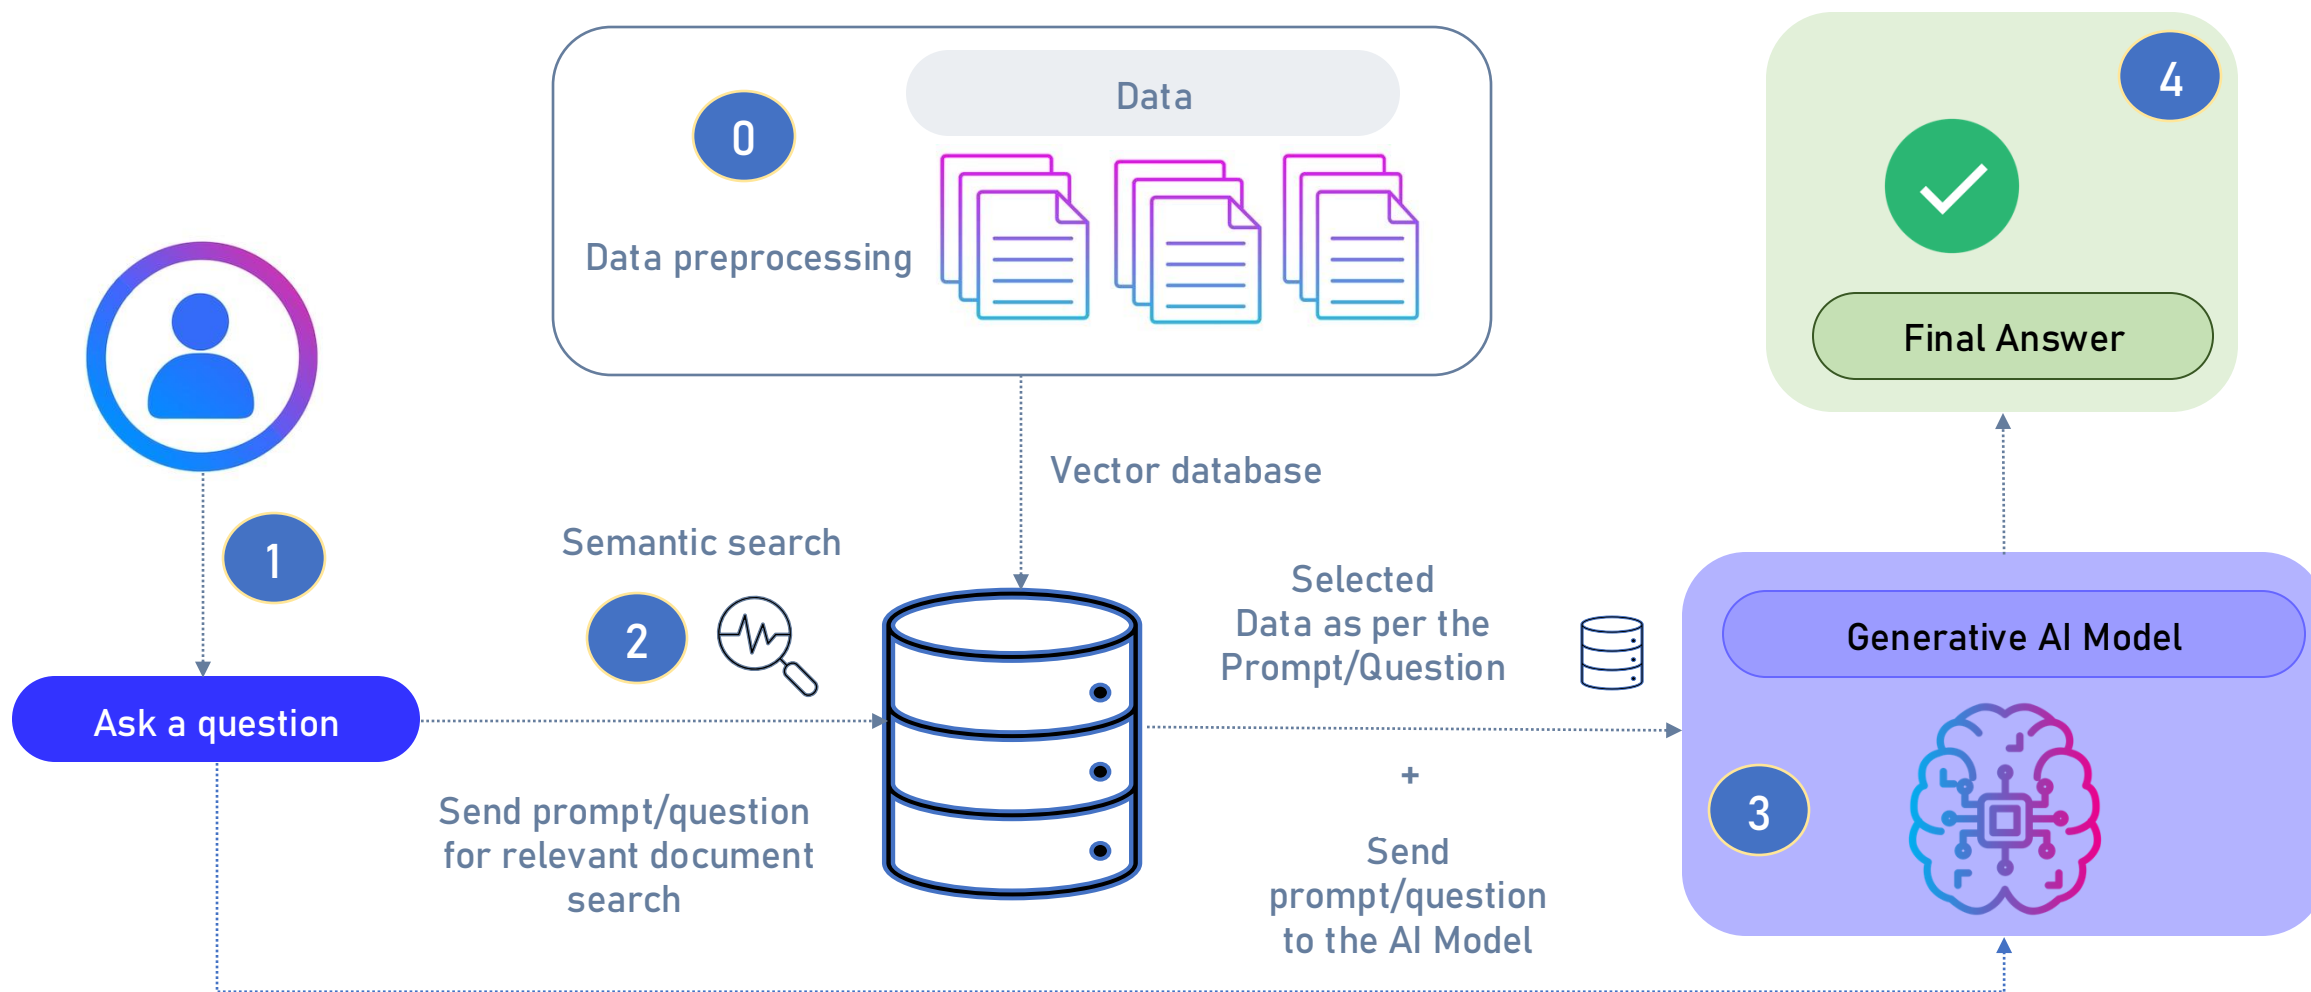 0
Data
Data preprocessing
4
Final Answer
1
Vector database
Semantic search
2
Ask a question
Send prompt/question
for relevant document
search
Selected
Data as per the
Prompt/Question
+
Send
prompt/question
to the AI Model
Generative AI Model
3